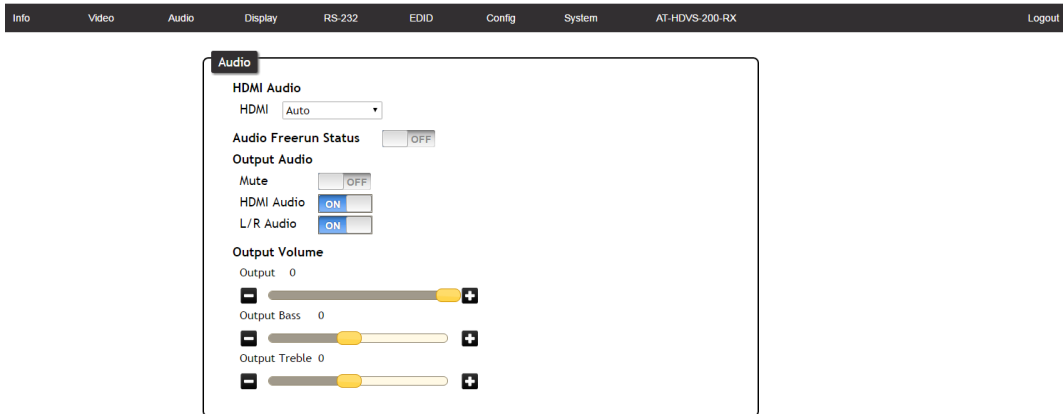 Info Video Audio Display RS-232 EDID Config System AT-HDVS-200-RX Logout
Audio
HDMI Audio
HDMI Auto
Audio Freerun Status OFF
Output Audio
Mute OFF
HDMI Audio ON
L/R Audio ON
Output Volume
Output 0
Output Bass 0
Output Treble 0